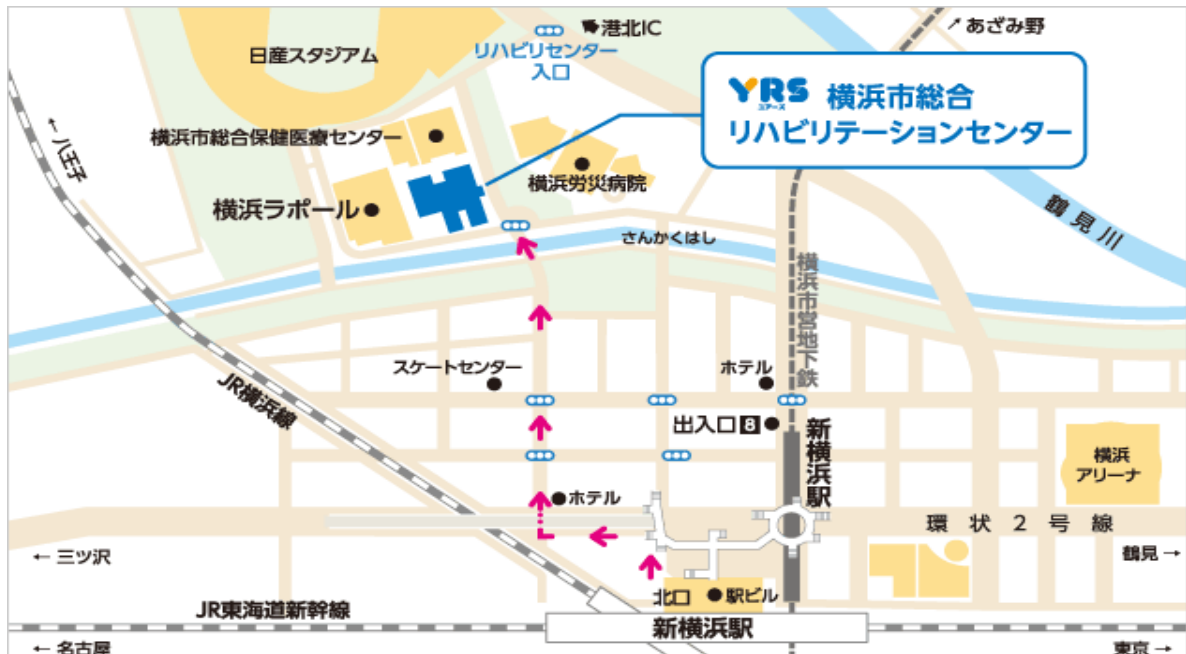 日産スタジアム
港北IC
リハビリセンター
入口
↗あざみ野
YRS
ユアーズ
横浜市総合
リハビリテーションセンター
←八王子
横浜市総合保健医療センター
横浜労災病院
横浜ラポール
鶴見川
さんかくはし
横浜市営地下鉄
スケートセンター
ホテル
JR横浜線
出入口8
新横浜駅
横浜
アリーナ
ホテル
環状2号線
←三ツ沢
鶴見→
北口
駅ビル
JR東海道新幹線
新横浜駅
←名古屋
東京→